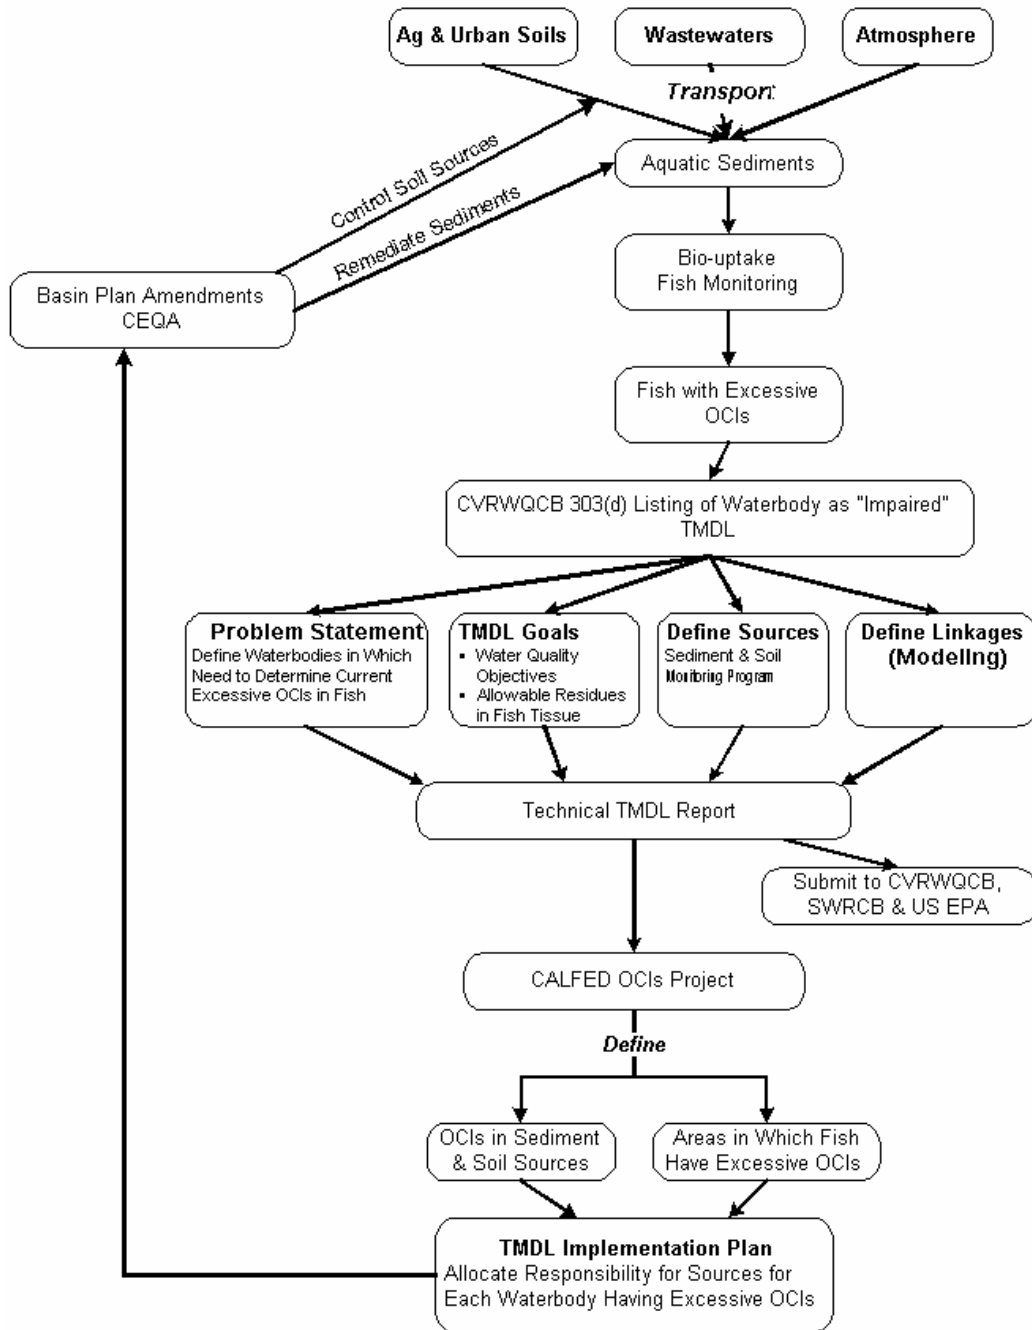 Ag & Urban Soils
Wastewaters
Atmosphere
Transport
Aquatic Sediments
Control Soil Sources
Remediate Sediments
Bio-uptake
Fish Monitoring
Basin Plan Amendments
CEQA
Fish with Excessive
OCls
CVRWQCB 303(d) Listing of Waterbody as "Impaired"
TMDL
Problem Statement
Define Waterbodies in Which
Need to Determine Current
Excessive OCls in Fish
TMDL Goals
▪ Water Quality
Objectives
▪ Allowable Residues
in Fish Tissue
Define Sources
Sediment & Soil
Monitoring Program
Define Linkages
(Modelng)
Technical TMDL Report
Submit to CVRWQCB,
SWRCB & US EPA
CALFED OCls Project
Define
OCls in Sediment
& Soil Sources
Areas in Which Fish
Have Excessive OCls
TMDL Implementation Plan
Allocate Responsibility for Sources for
Each Waterbody Having Excessive OCls